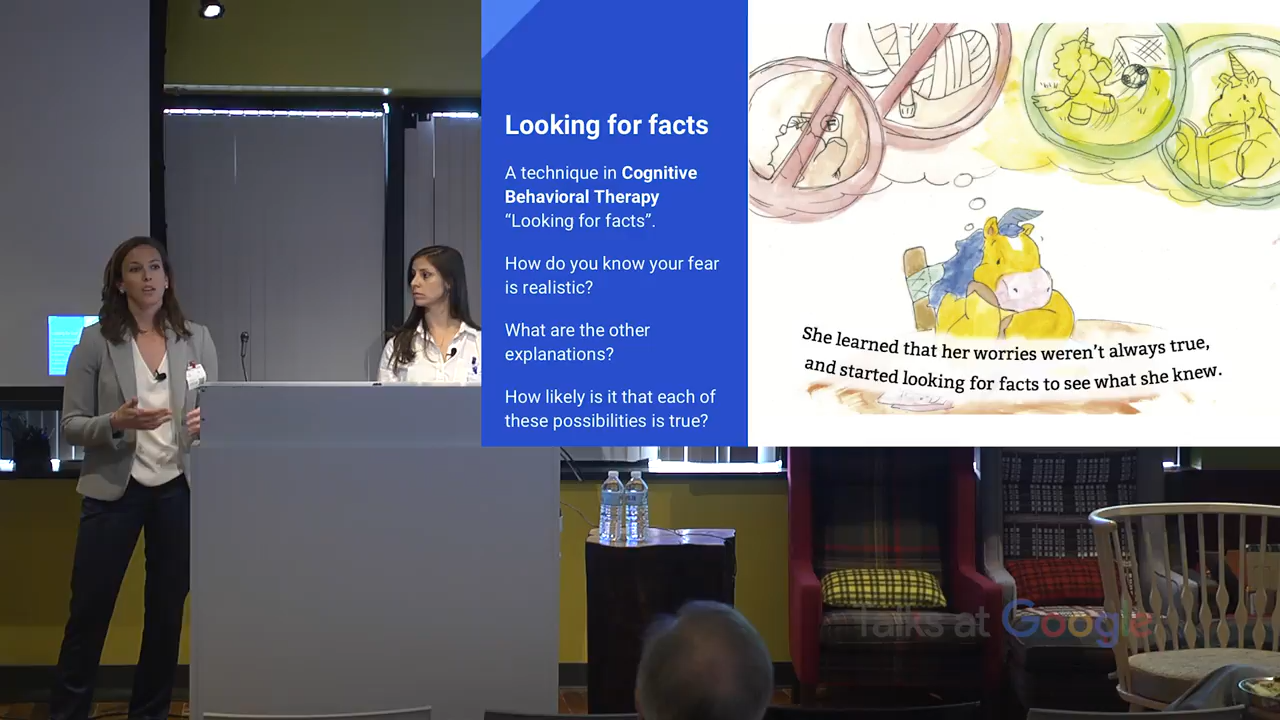 Looking for facts
A technique in Cognitive
Behavioral Therapy
“Looking for facts”.
How do you know your fear
is realistic?
What are the other
explanations?
How likely is it that each of
these possibilities is true?
She learned that her worries weren’t always true,
and started looking for facts to see what she knew.
Talks at Google